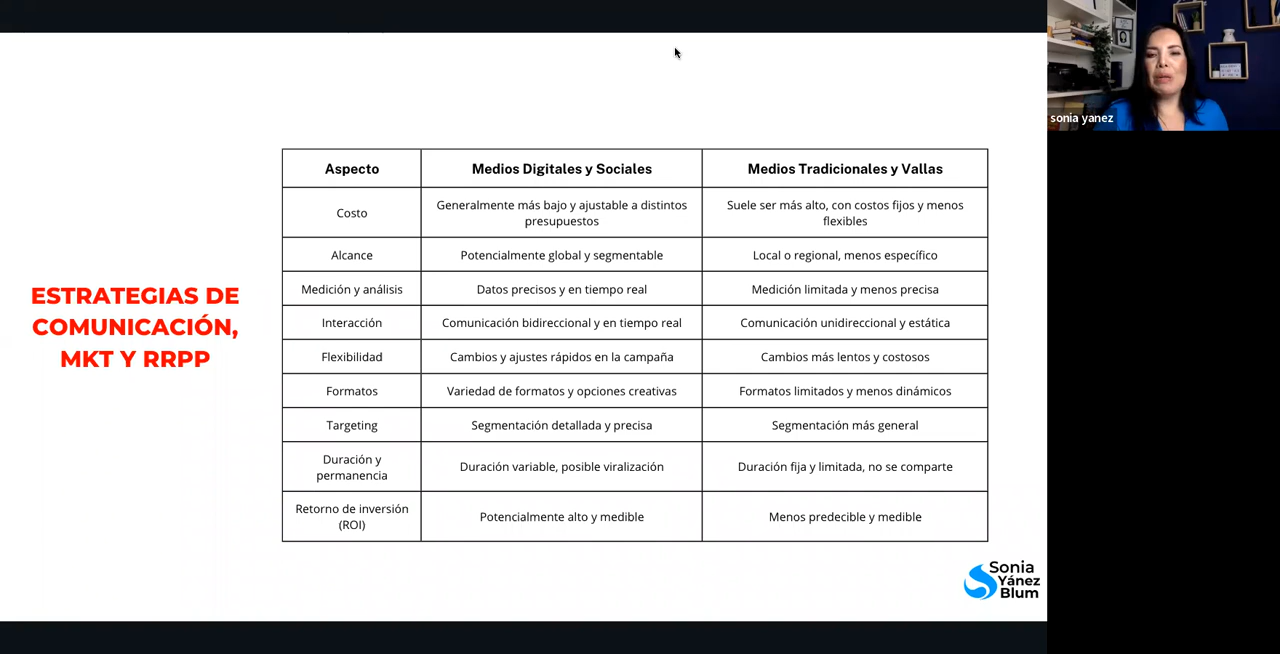 sonia yanez
ESTRATEGIAS DE
COMUNICACIÓN,
MKT Y RRPP
Aspecto
Medios Digitales y Sociales
Medios Tradicionales y Vallas
Costo
Generalmente más bajo y ajustable a distintos
presupuestos
Suele ser más alto, con costos fijos y menos
flexibles
Alcance
Potencialmente global y segmentable
Local o regional, menos específico
Medición y análisis
Datos precisos y en tiempo real
Medición limitada y menos precisa
Interacción
Comunicación bidireccional y en tiempo real
Comunicación unidireccional y estática
Flexibilidad
Cambios y ajustes rápidos en la campaña
Cambios más lentos y costosos
Formatos
Variedad de formatos y opciones creativas
Formatos limitados y menos dinámicos
Targeting
Segmentación detallada y precisa
Segmentación más general
Duración y
permanencia
Duración variable, posible viralización
Duración fija y limitada, no se comparte
Retorno de inversión
(ROI)
Potencialmente alto y medible
Menos predecible y medible
Sonia
Yánez
Blum